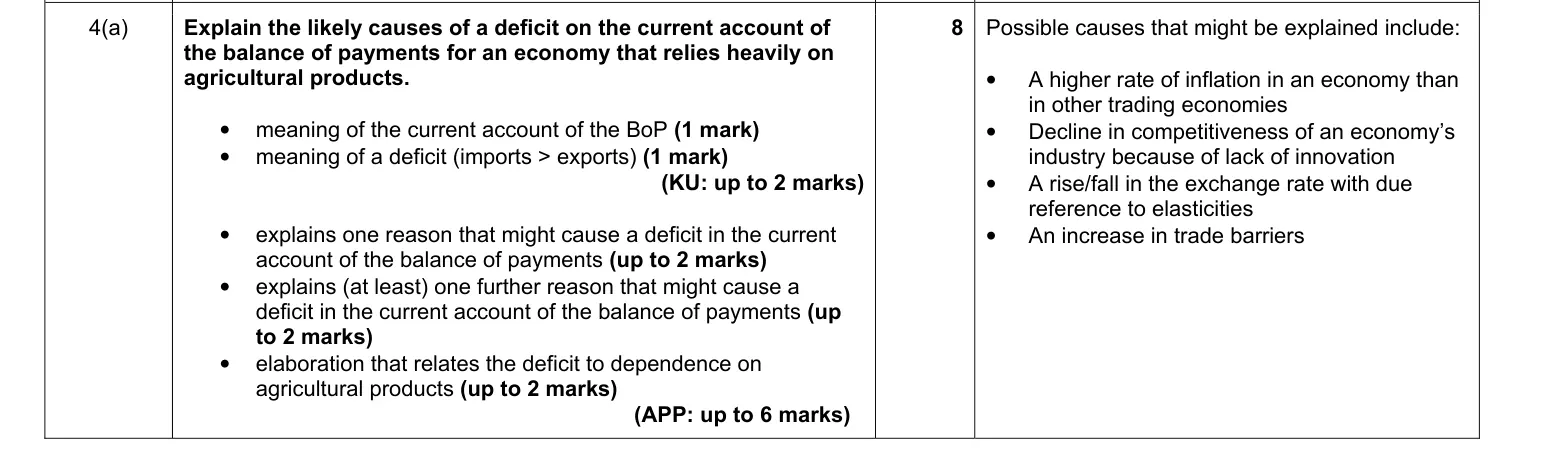 4(a)
Explain the likely causes of a deficit on the current account of
the balance of payments for an economy that relies heavily on
agricultural products.
• meaning of the current account of the BoP (1 mark)
• meaning of a deficit (imports > exports) (1 mark)
(KU: up to 2 marks)
• explains one reason that might cause a deficit in the current
account of the balance of payments (up to 2 marks)
• explains (at least) one further reason that might cause a
deficit in the current account of the balance of payments (up
to 2 marks)
• elaboration that relates the deficit to dependence on
agricultural products (up to 2 marks)
(APP: up to 6 marks)
8
Possible causes that might be explained include:
• A higher rate of inflation in an economy than
in other trading economies
• Decline in competitiveness of an economy's
industry because of lack of innovation
• A rise/fall in the exchange rate with due
reference to elasticities
• An increase in trade barriers